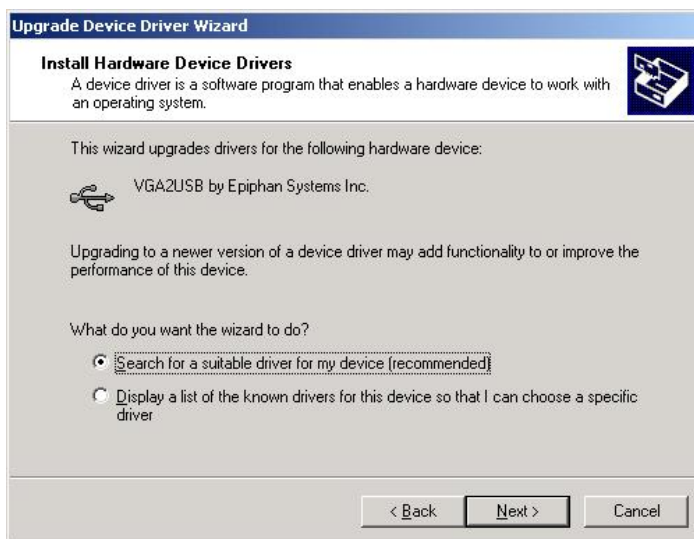 Upgrade Device Driver Wizard
Install Hardware Device Drivers
A device driver is a software program that enables a hardware device to work with
an operating system.
This wizard upgrades drivers for the following hardware device:
VGA2USB by Epiphan Systems Inc.
Upgrading to a newer version of a device driver may add functionality to or improve the
performance of this device.
What do you want the wizard to do?
Search for a suitable driver for my device (recommended)
Display a list of the known drivers for this device so that I can choose a specific
driver
< Back Next > Cancel